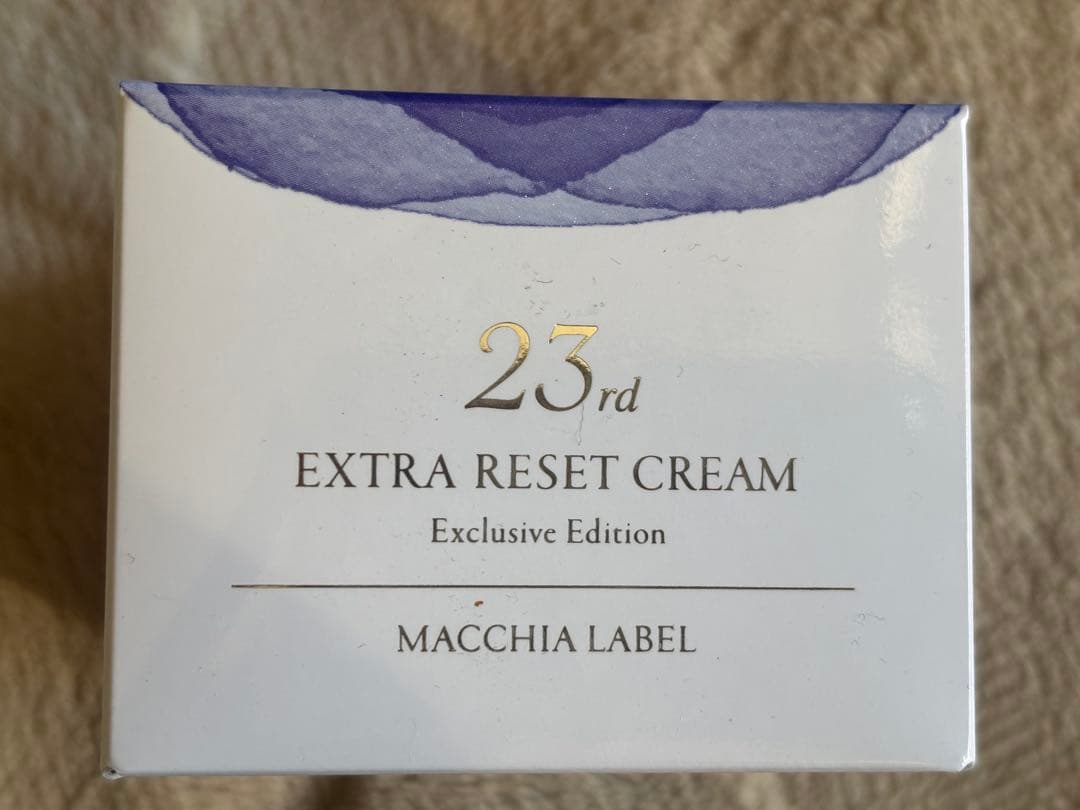 23rd
EXTRA RESET CREAM
Exclusive Edition
MACCHIA LABEL